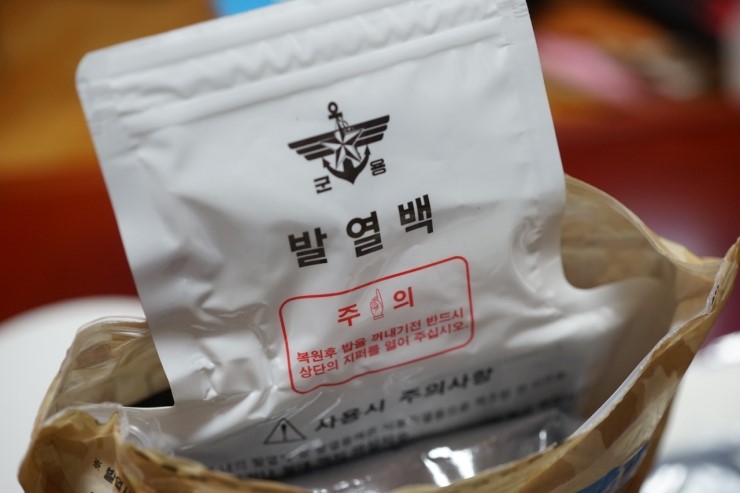 군 용
발열백
주 의
복원후 밥을 꺼내기전 반드시
상단의 지퍼를 열어 주십시오.
사용시 주의사항